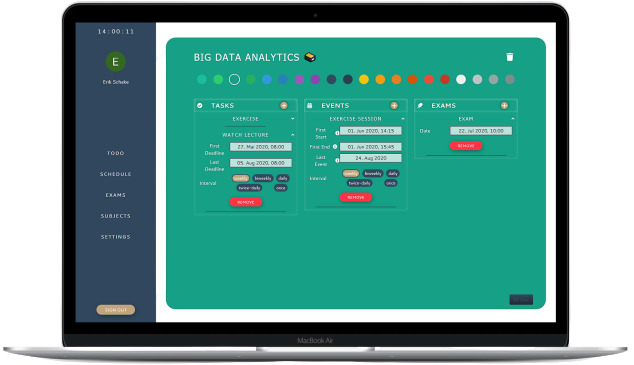 14:00:11
E
Erik Schake
TODO
SCHEDULE
EXAMS
SUBJECTS
SETTINGS
SIGN OUT
BIG DATA ANALYTICS
TASKS
EXERCISE
WATCH LECTURE
First Deadline 27. Mai 2020, 08:00
Last Deadline 05. Aug 2020, 08:00
Interval weekly biweekly daily
twice-daily once
REMOVE
EVENTS
EXERCISE SESSION
First Start 01. Jun 2020, 14:15
First End 01. Jun 2020, 15:45
Last Event 24. Aug 2020
Interval weekly biweekly daily
twice-daily once
REMOVE
EXAMS
EXAM
Date 22. Jul 2020, 10:00
REMOVE
MacBook Air